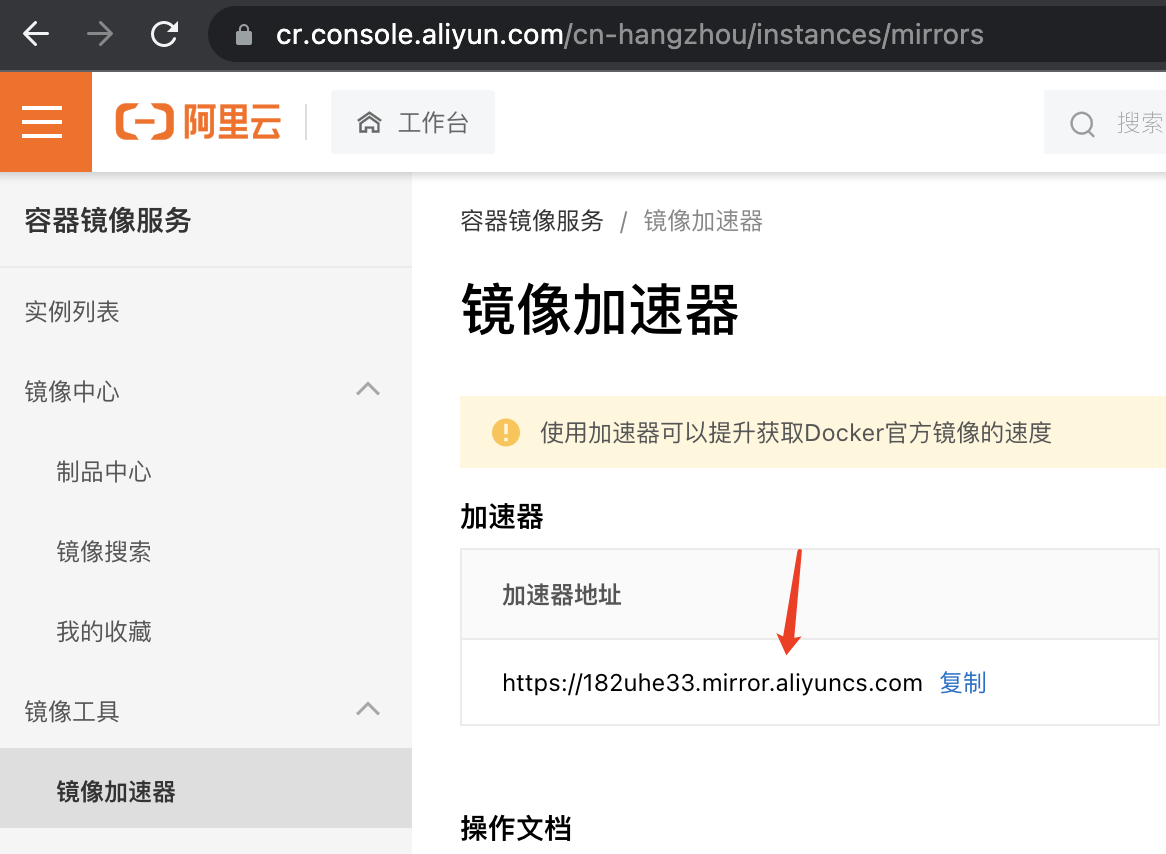 cr.console.aliyun.com/cn-hangzhou/instances/mirrors
阿里云
工作台
搜索
容器镜像服务
实例列表
镜像中心
制品中心
镜像搜索
我的收藏
镜像工具
镜像加速器
容器镜像服务 / 镜像加速器
镜像加速器
使用加速器可以提升获取Docker官方镜像的速度
加速器
加速器地址
https://182uhe33.mirror.aliyuncs.com 复制
操作文档